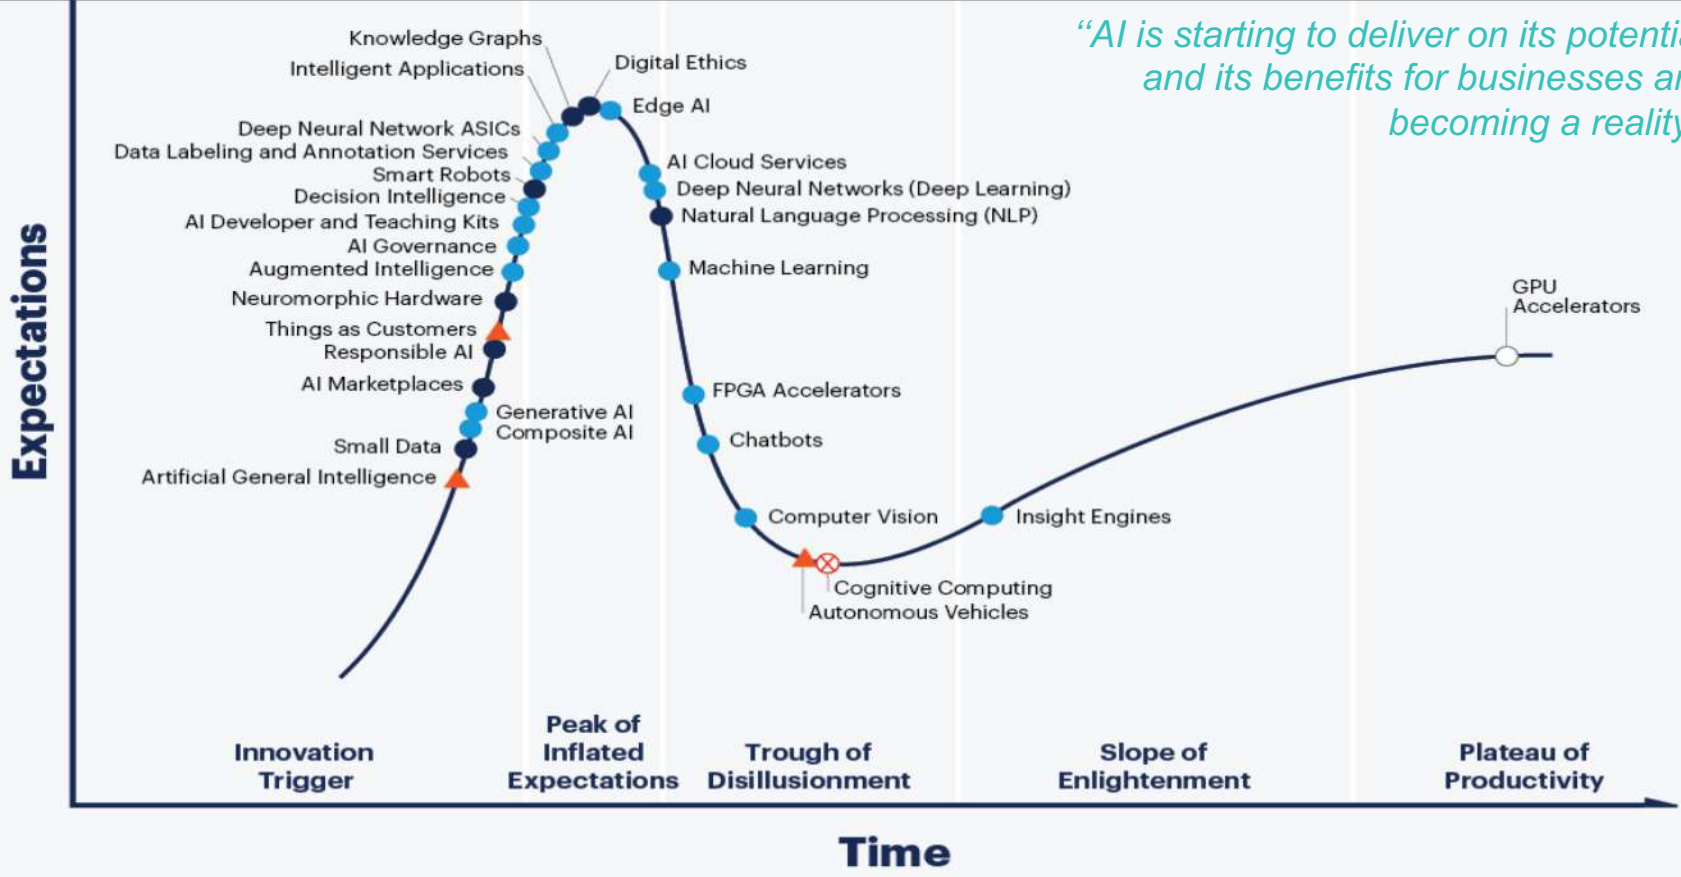 “AI is starting to deliver on its potentia
and its benefits for businesses a
becoming a reality
Knowledge Graphs
Intelligent Applications
Digital Ethics
Edge AI
Deep Neural Network ASICs
Data Labeling and Annotation Services
Smart Robots
Decision Intelligence
AI Developer and Teaching Kits
AI Governance
Augmented Intelligence
Neuromorphic Hardware
Things as Customers
Responsible AI
AI Marketplaces
Generative AI
Composite AI
Small Data
Artificial General Intelligence
AI Cloud Services
Deep Neural Networks (Deep Learning)
Natural Language Processing (NLP)
Machine Learning
FPGA Accelerators
Chatbots
Computer Vision
Cognitive Computing
Autonomous Vehicles
Insight Engines
GPU
Accelerators
Expectations
Innovation
Trigger
Peak of
Inflated
Expectations
Trough of
Disillusionment
Slope of
Enlightenment
Plateau of
Productivity
Time